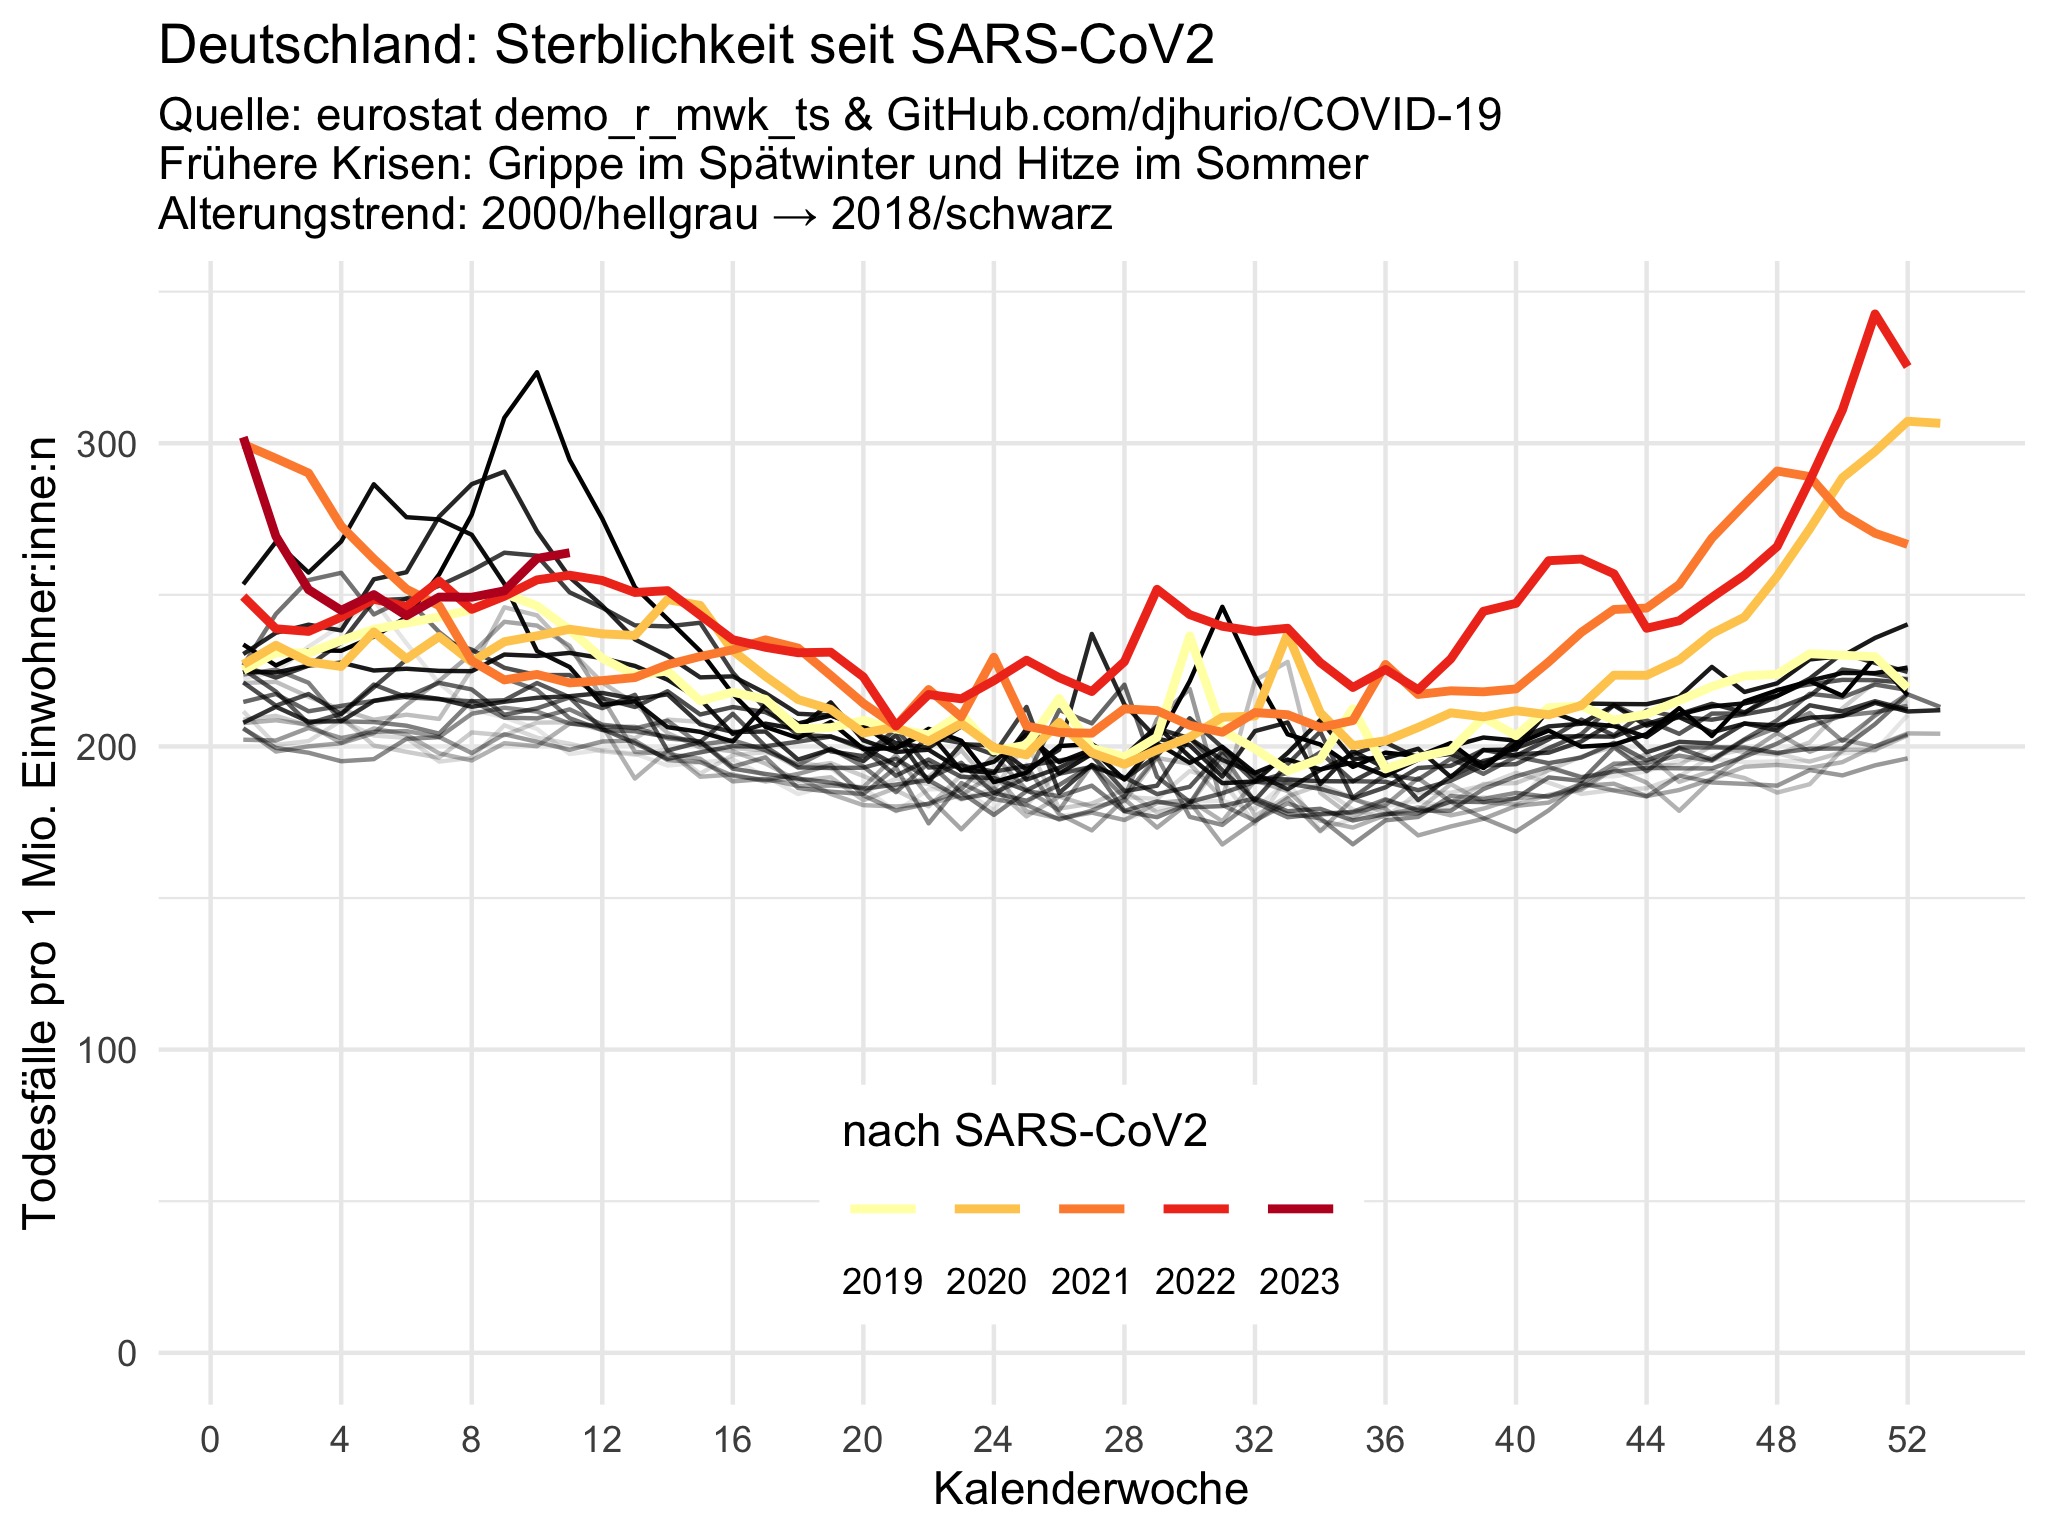 Deutschland: Sterblichkeit seit SARS-CoV2
Quelle: eurostat demo_r_mwk_ts & GitHub.com/djhurio/COVID-19
Frühere Krisen: Grippe im Spätwinter und Hitze im Sommer
Alterungstrend: 2000/hellgrau → 2018/schwarz
Todesfälle pro 1 Mio. Einwohner:inne:n
300
200
100
0
nach SARS-CoV2
2019 2020 2021 2022 2023
0 4 8 12 16 20 24 28 32 36 40 44 48 52
Kalenderwoche